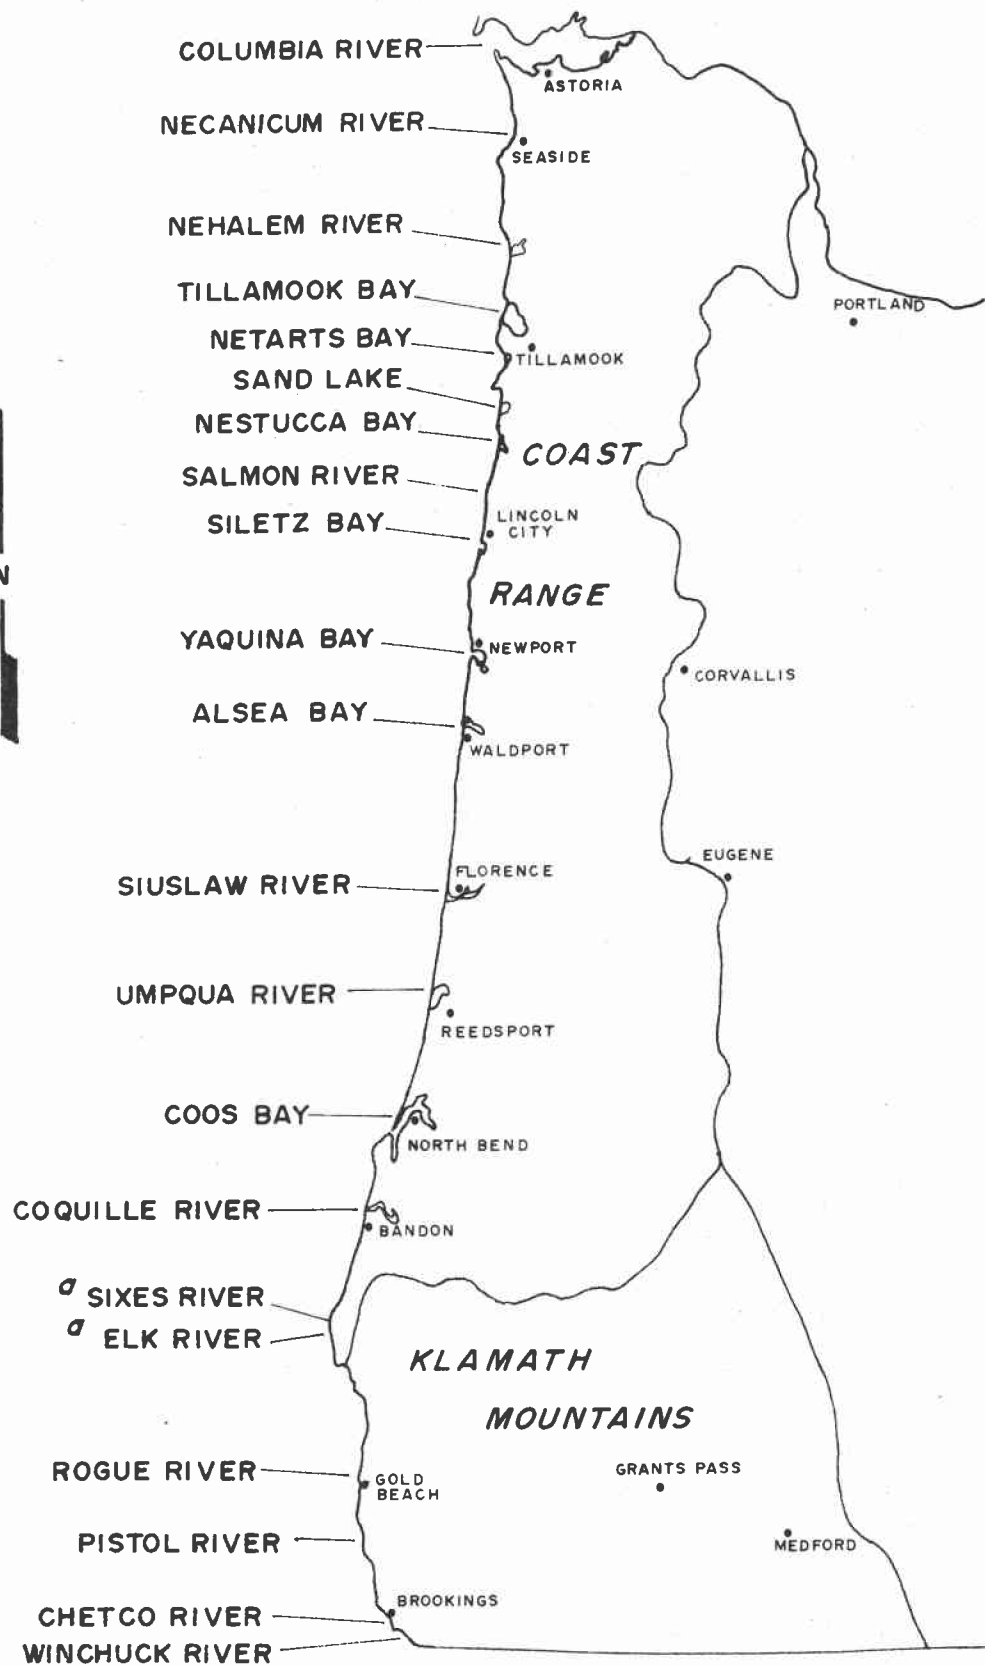 COLUMBIA RIVER
ASTORIA
NECANICUM RIVER
SEASIDE
NEHALEM RIVER
TILLAMOOK BAY
PORTLAND
NETARTS BAY
TILLAMOOK
SAND LAKE
NESTUCCA BAY
COAST
SALMON RIVER
SILETZ BAY
LINCOLN
CITY
N
RANGE
YAQUINA BAY
NEWPORT
CORVALLIS
ALSEA BAY
WALDPORT
EUGENE
FLORENCE
SIUSLAW RIVER
UMPQUA RIVER
REEDSPORT
COOS BAY
NORTH BEND
COQUILLE RIVER
BANDON
a SIXES RIVER
a ELK RIVER
KLAMATH
MOUNTAINS
ROGUE RIVER
GOLD
BEACH
GRANTS PASS
PISTOL RIVER
MEDFORD
BROOKINGS
CHETCO RIVER
WINCHUCK RIVER